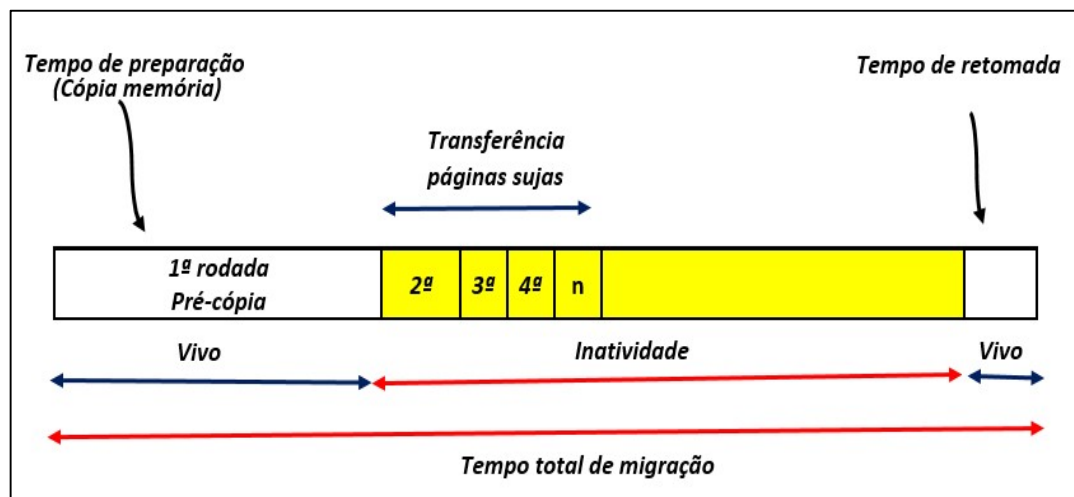 Tempo de preparação
(Cópia memória)
Tempo de retomada
Transferência
páginas sujas
1ª rodada
Pré-cópia
2ª
3ª
4ª
n
Vivo
Inatividade
Vivo
Tempo total de migração